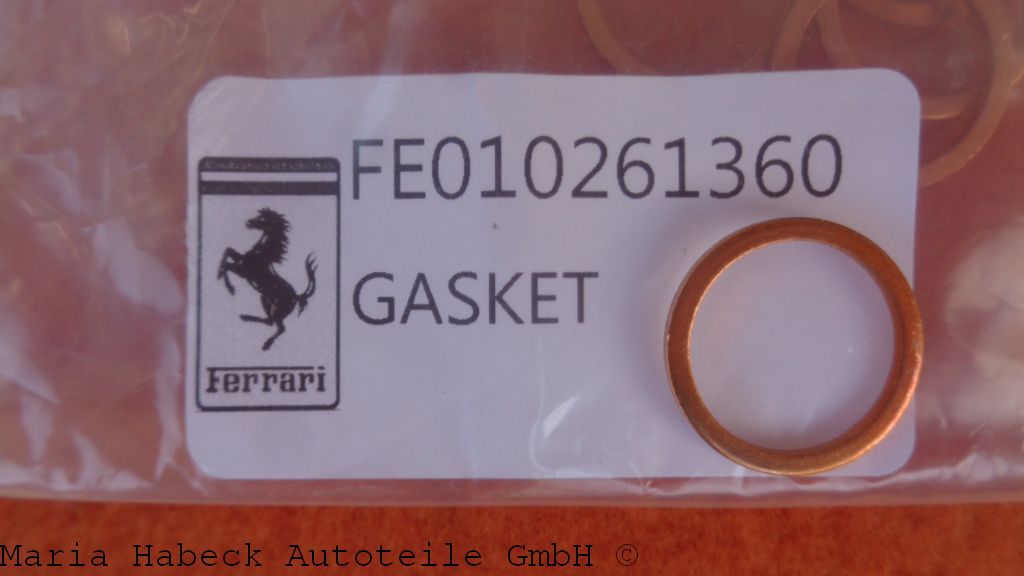 FE010261360
GASKET
Ferrari
Maria Habeck Autoteile GmbH ©